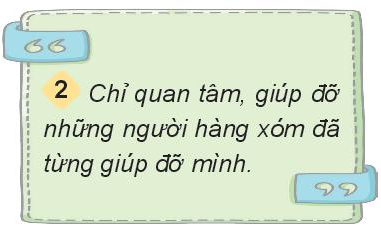 2 Chỉ quan tâm, giúp đỡ
những người hàng xóm đã
từng giúp đỡ mình.